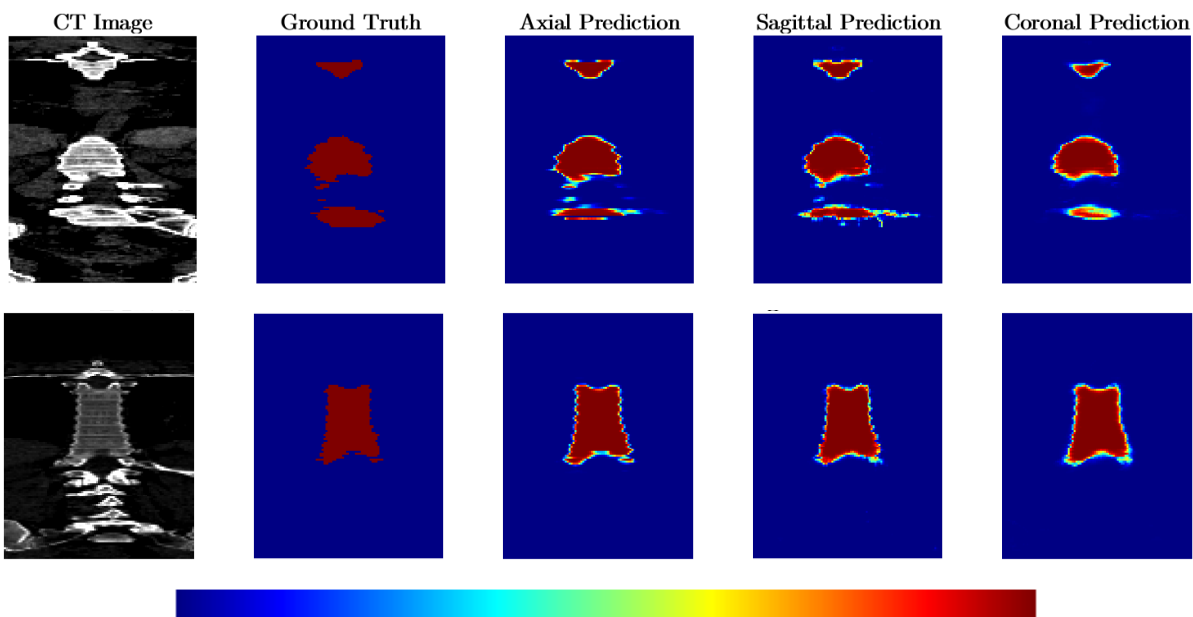 CT Image
Ground Truth
Axial Prediction
Sagittal Prediction
Coronal Prediction